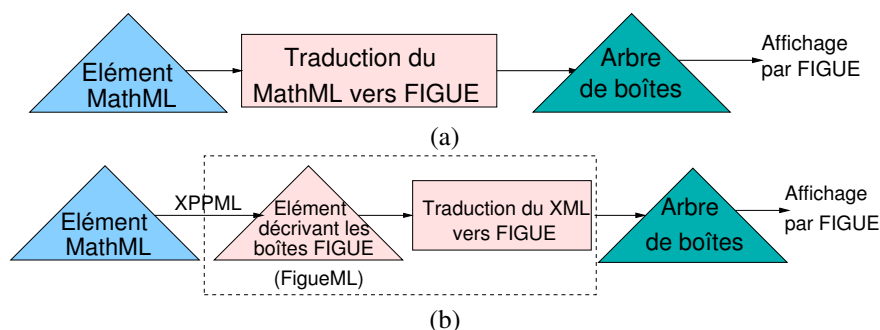 Elément
MathML
Traduction du
MathML vers FIGUE
Arbre
de boîtes
Affichage
par FIGUE
(a)
Elément
MathML
XPPML
Elément
décrivant les
boîtes FIGUE
(FigueML)
Traduction du XML
vers FIGUE
Arbre
de boîtes
Affichage
par FIGUE
(b)